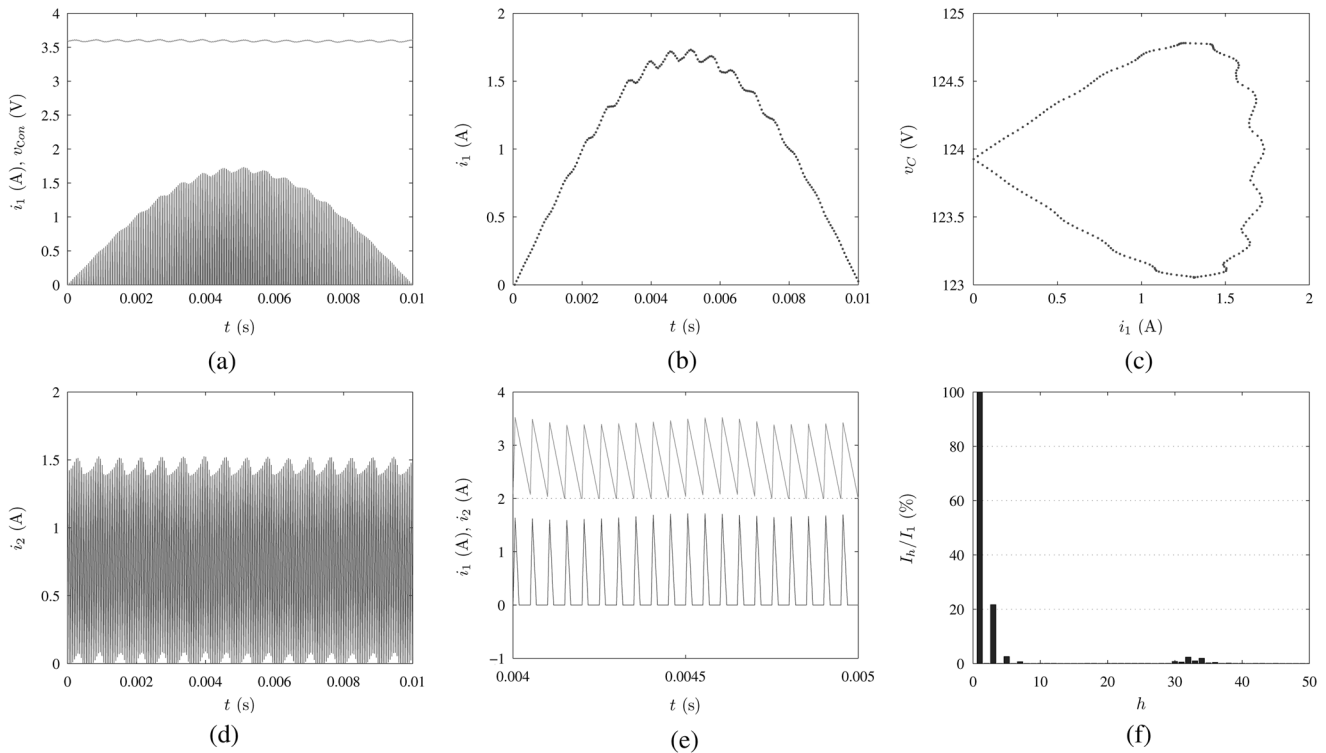 4
3.5
3
2.5
2
1.5
1
0.5
0
i₁ (A), v_Con (V)
0 0.002 0.004 0.006 0.008 0.01
t (s)
(a)
2
1.5
1
0.5
0
i₁ (A)
0 0.002 0.004 0.006 0.008 0.01
t (s)
(b)
125
124.5
124
123.5
123
v_C (V)
0 0.5 1 1.5 2
i₁ (A)
(c)
2
1.5
1
0.5
0
i₂ (A)
0 0.002 0.004 0.006 0.008 0.01
t (s)
(d)
4
3
2
1
0
−1
i₁ (A), i₂ (A)
0.004 0.0045 0.005
t (s)
(e)
100
80
60
40
20
0
I_h/I₁ (%)
0 10 20 30 40 50
h
(f)